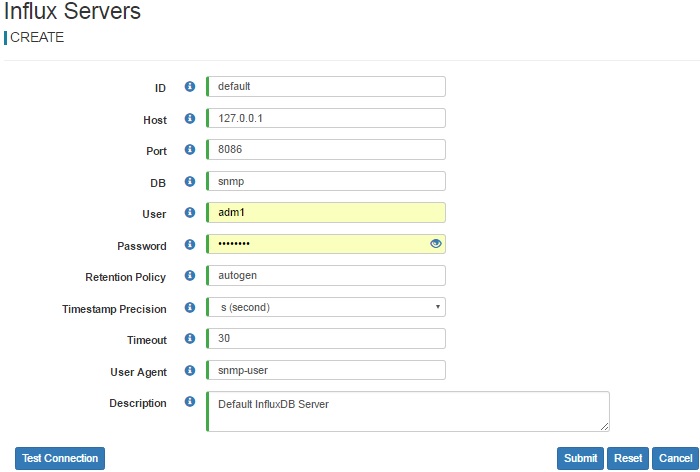 Influx Servers
CREATE
ID default
Host 127.0.0.1
Port 8086
DB snmp
User adm1
Password ••••••••
Retention Policy autogen
Timestamp Precision s (second)
Timeout 30
User Agent snmp-user
Description Default InfluxDB Server
Test Connection Submit Reset Cancel